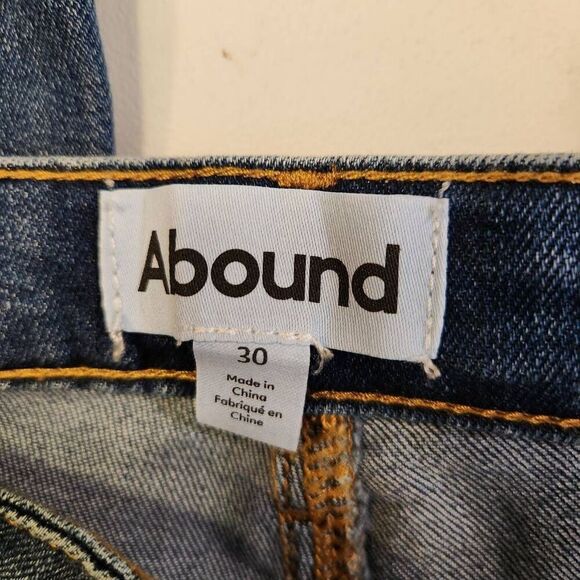 Abound
30
Made in
China
Fabriqué en
Chine